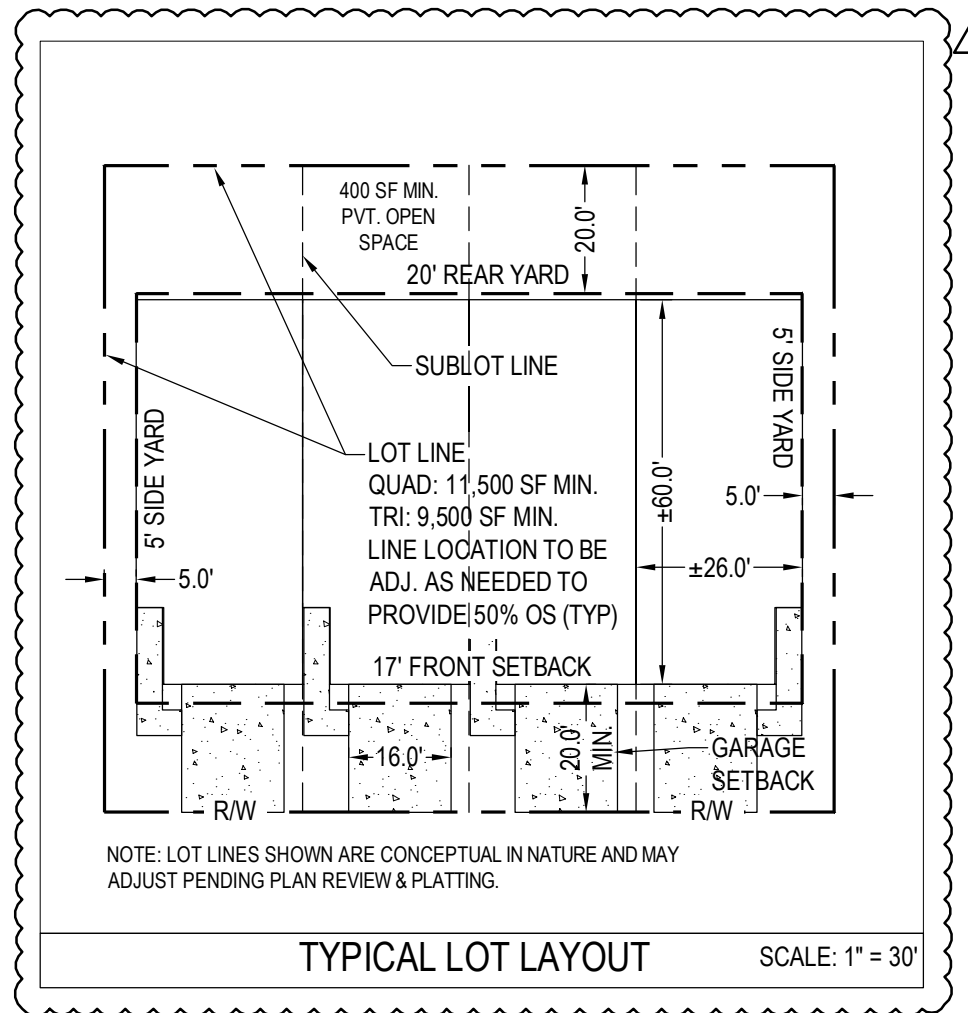 400 SF MIN.
PVT. OPEN
SPACE
20.0'
20' REAR YARD
SUBLOT LINE
5' SIDE YARD
5' SIDE YARD
LOT LINE
QUAD: 11,500 SF MIN.
TRI: 9,500 SF MIN.
LINE LOCATION TO BE
ADJ. AS NEEDED TO
PROVIDE 50% OS (TYP)
±60.0'
5.0'
±26.0'
5.0'
17' FRONT SETBACK
16.0'
20.0'
MIN.
GARAGE
SETBACK
R/W
R/W
NOTE: LOT LINES SHOWN ARE CONCEPTUAL IN NATURE AND MAY
ADJUST PENDING PLAN REVIEW & PLATTING.
TYPICAL LOT LAYOUT
SCALE: 1" = 30'